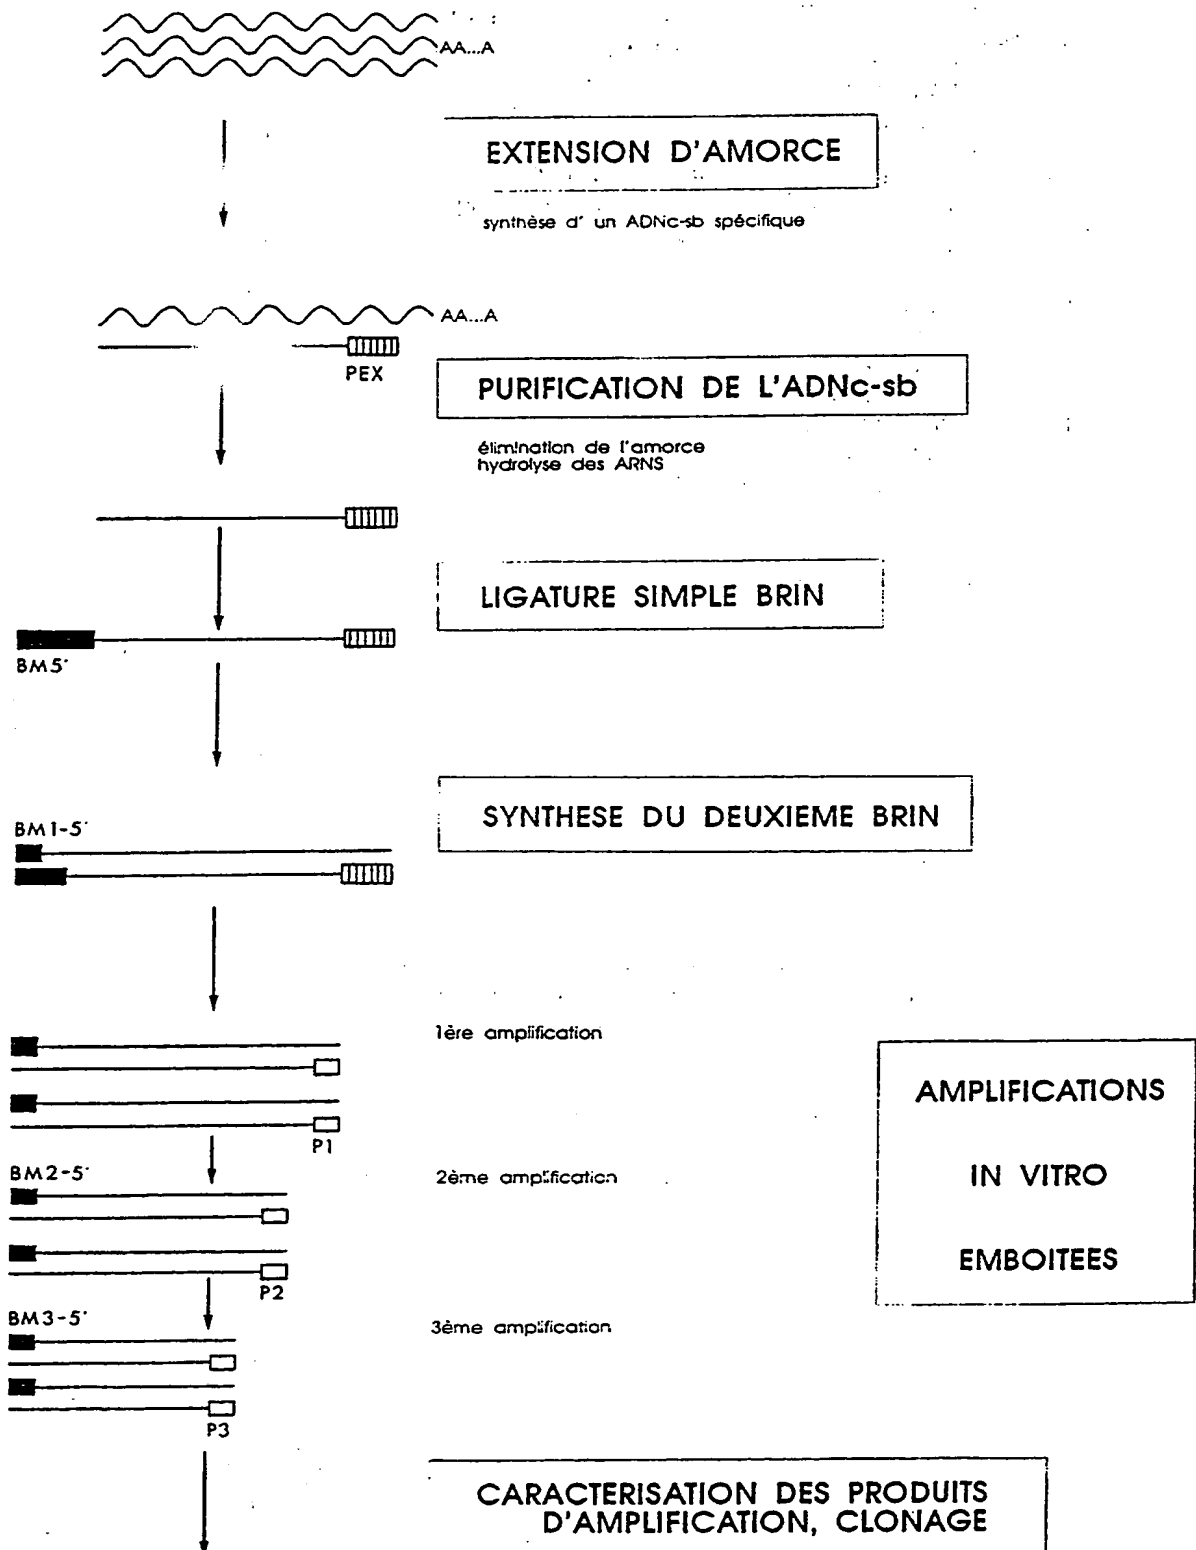 AA...A
EXTENSION D'AMORCE
synthèse d' un ADNc-sb spécifique
AA...A
PEX
PURIFICATION DE L'ADNc-sb
élimination de l'amorce
hydrolyse des ARNS
LIGATURE SIMPLE BRIN
BM5'
SYNTHESE DU DEUXIEME BRIN
BM1-5'
1ère amplification
AMPLIFICATIONS
IN VITRO
EMBOITEES
P1
BM2-5'
2ème amplification
P2
BM3-5'
3ème amplification
P3
CARACTERISATION DES PRODUITS
D'AMPLIFICATION, CLONAGE